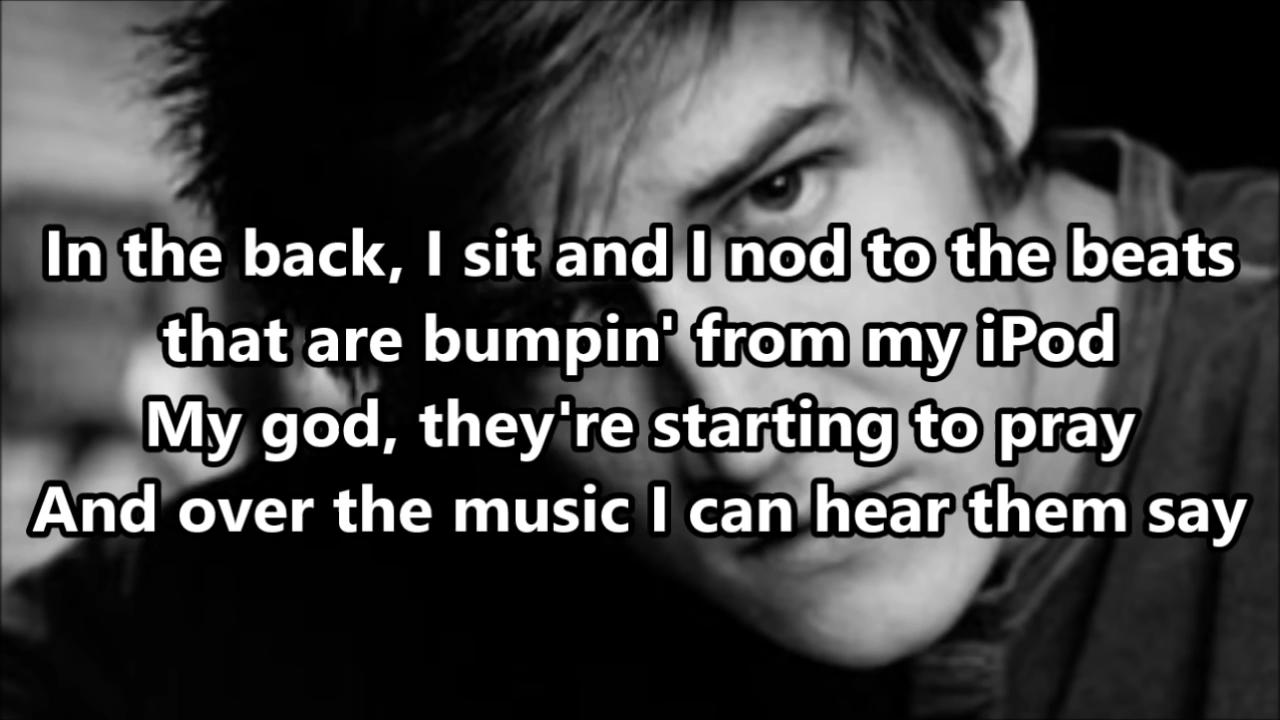 In the back, I sit and I nod to the beats
that are bumpin' from my iPod
My god, they're starting to pray
And over the music I can hear them say